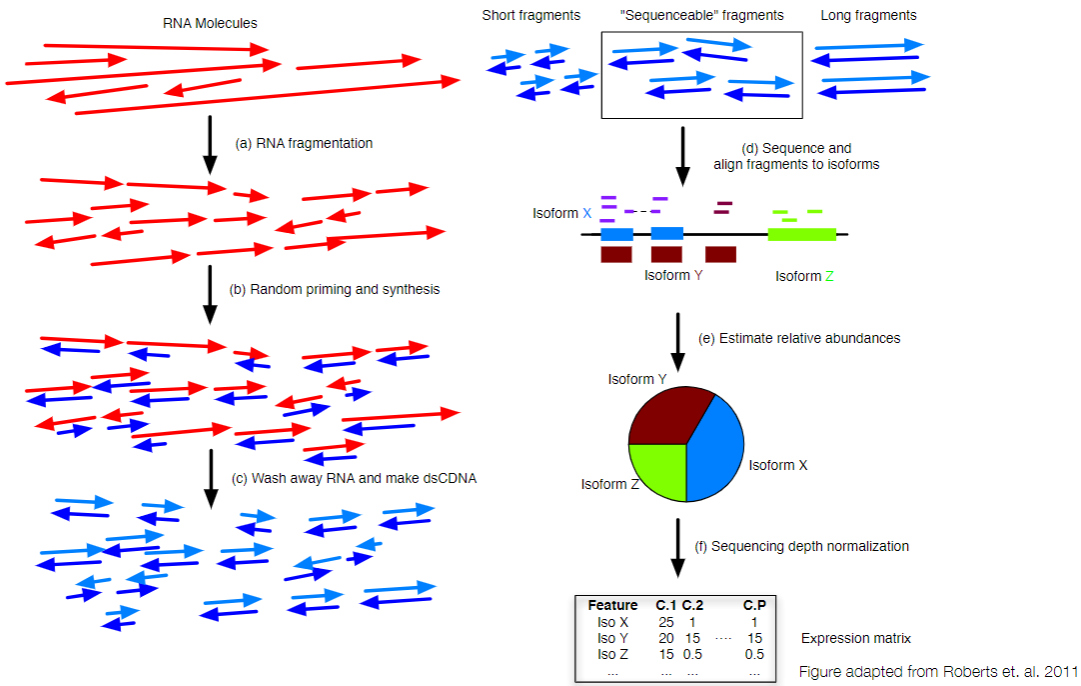 RNA Molecules
(a) RNA fragmentation
(b) Random priming and synthesis
(c) Wash away RNA and make dsCDNA
Short fragments
"Sequenceable" fragments
Long fragments
(d) Sequence and
align fragments to isoforms
Isoform X
Isoform Y
Isoform Z
(e) Estimate relative abundances
Isoform Y
Isoform X
Isoform Z
(f) Sequencing depth normalization
Feature C.1 C.2 C.P
Iso X 25 1 1
Iso Y 20 15 .... 15
Iso Z 15 0.5 0.5
... ... ... ...
Expression matrix
Figure adapted from Roberts et. al. 2011